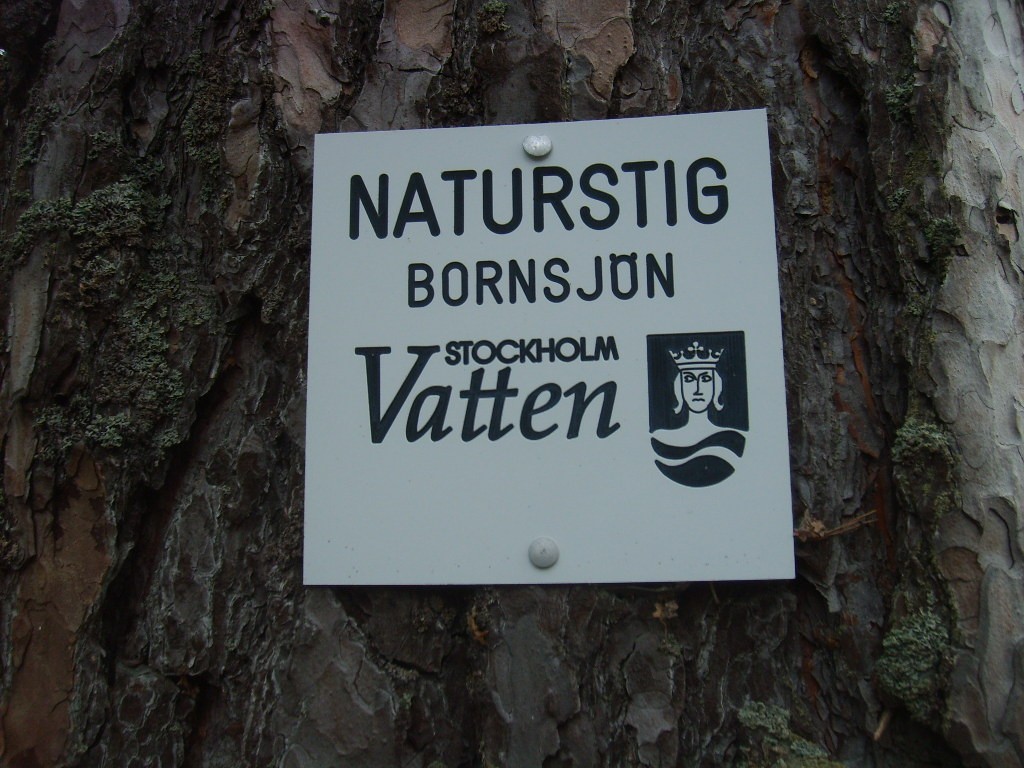 NATURSTIG
BORNSJÖN
STOCKHOLM
Vatten